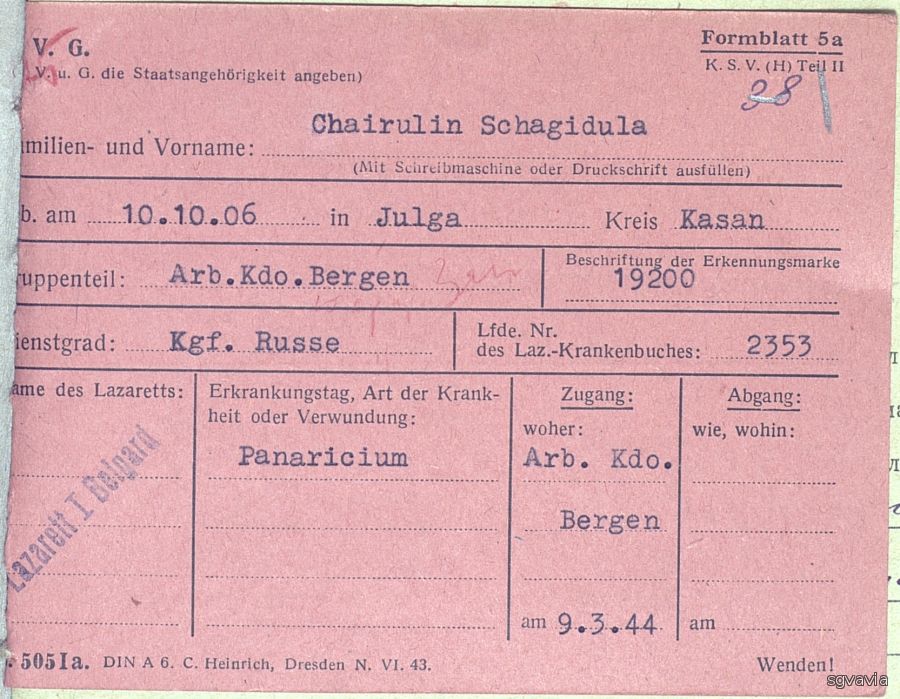 V. G.
V. u. G. die Staatsangehörigkeit angeben)
Formblatt 5a
K. S. V. (H) Teil II
38
Chairulin Schagidula
milien- und Vorname:
(Mit Schreibmaschine oder Druckschrift ausfüllen)
b. am 10.10.06 in Julga Kreis Kasan
ruppenteil: Arb.Kdo.Bergen
Beschriftung der Erkennungsmarke
19200
ienstgrad: Kgf. Russe
Lfde. Nr.
des Laz.-Krankenbuches: 2353
ame des Lazaretts:
Lazarett I Belgard
Erkrankungstag, Art der Krank-
heit oder Verwundung:
Panaricium
Zugang:
woher:
Arb. Kdo.
Bergen
am 9.3.44
Abgang:
wie, wohin:
am
505 I a. DIN A 6. C. Heinrich, Dresden N. VI. 43.
Wenden!
sgvavia